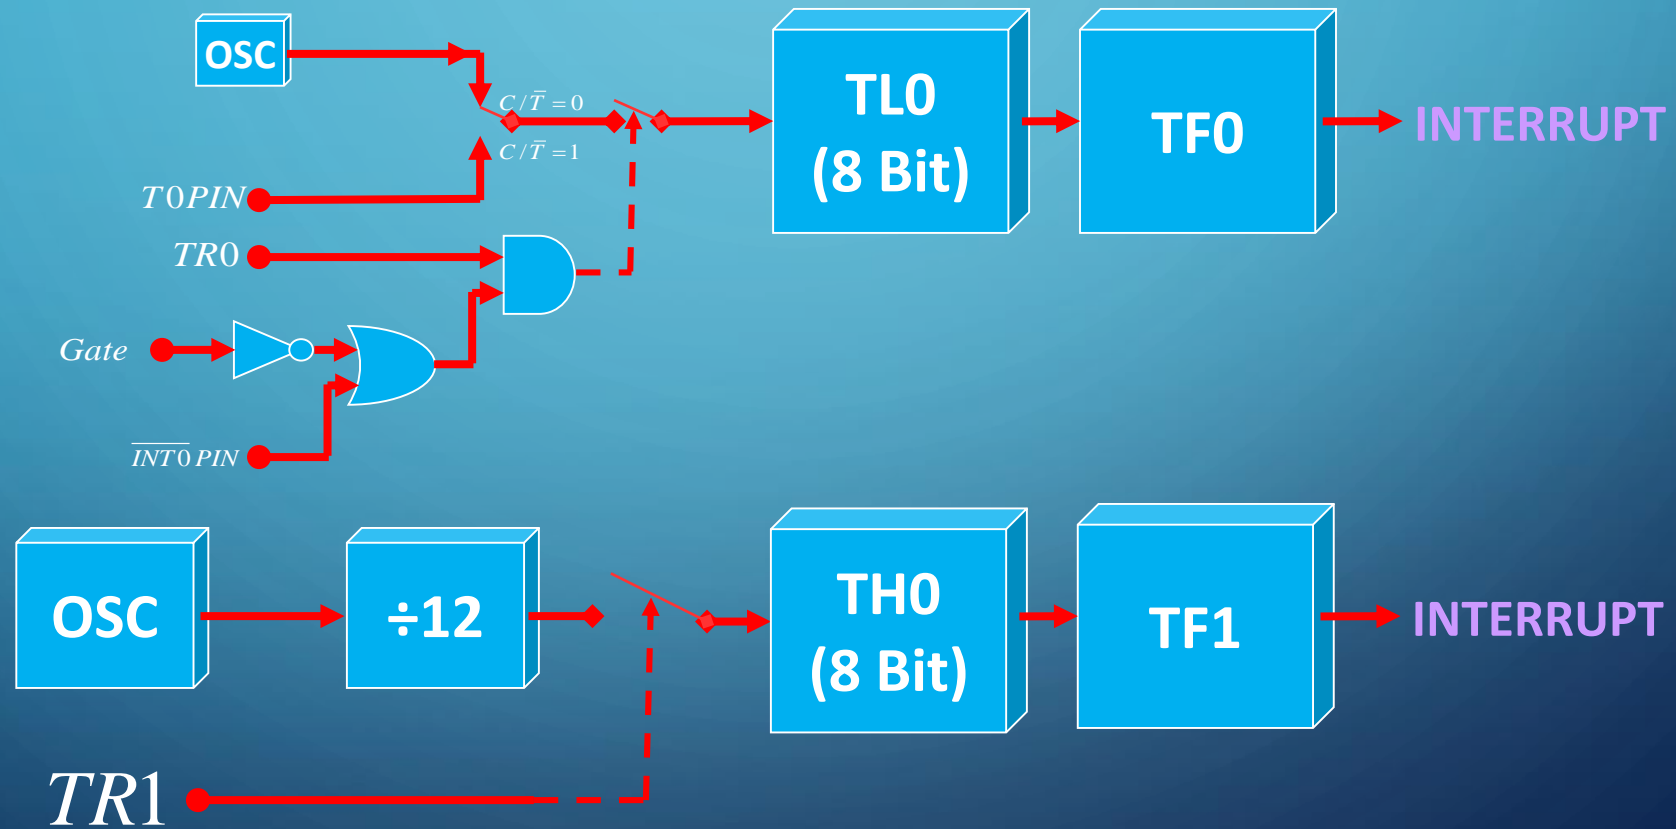 OSC
C/T̅ = 0
C/T̅ = 1
T0PIN
TR0
Gate
I̅N̅T̅0̅ PIN
TL0
(8 Bit)
TF0
INTERRUPT
OSC
÷12
TH0
(8 Bit)
TF1
INTERRUPT
TR1